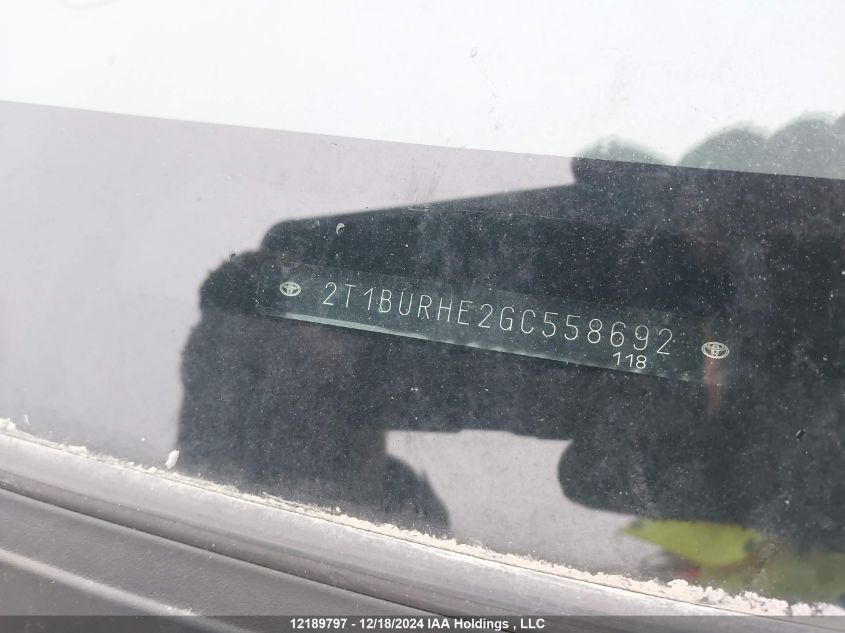 2T1BURHE2GC558692
118
12189797 - 12/18/2024 IAA Holdings , LLC